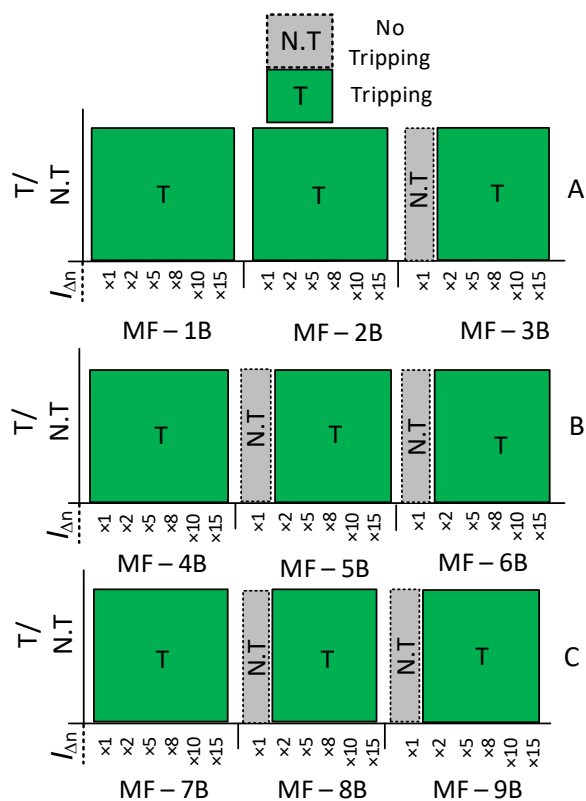 N.T
No
Tripping
T
Tripping
T/
N.T
T
T
N.T
T
A
IΔn
×1
×2
×5
×8
×10
×15
×1
×2
×5
×8
×10
×15
×1
×2
×5
×8
×10
×15
MF – 1B
MF – 2B
MF – 3B
T/
N.T
T
N.T
T
N.T
T
B
IΔn
×1
×2
×5
×8
×10
×15
×1
×2
×5
×8
×10
×15
×1
×2
×5
×8
×10
×15
MF – 4B
MF – 5B
MF – 6B
T/
N.T
T
N.T
T
N.T
T
C
IΔn
×1
×2
×5
×8
×10
×15
×1
×2
×5
×8
×10
×15
×1
×2
×5
×8
×10
×15
MF – 7B
MF – 8B
MF – 9B